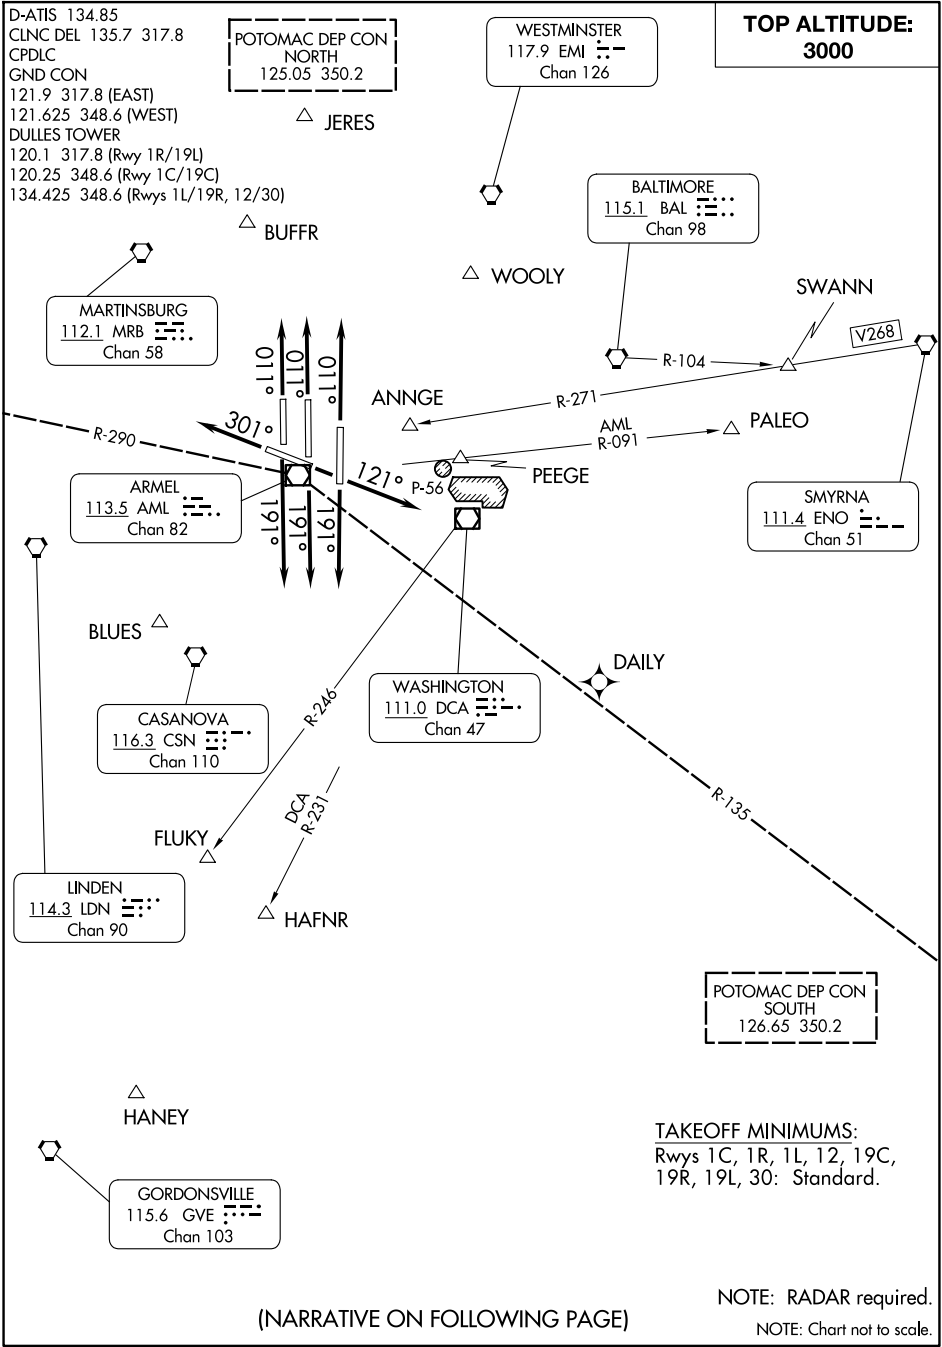 D-ATIS 134.85
CLNC DEL 135.7 317.8
CPDLC
GND CON
121.9 317.8 (EAST)
121.625 348.6 (WEST)
DULLES TOWER
120.1 317.8 (Rwy 1R/19L)
120.25 348.6 (Rwy 1C/19C)
134.425 348.6 (Rwys 1L/19R, 12/30)
POTOMAC DEP CON
NORTH
125.05 350.2
WESTMINSTER
117.9 EMI
Chan 126
TOP ALTITUDE:
3000
JERES
BUFFR
BALTIMORE
115.1 BAL
Chan 98
WOOLY
SWANN
MARTINSBURG
112.1 MRB
Chan 58
V268
R-104
R-271
011°
011°
011°
ANNGE
301°
AML
R-091
PALEO
R-290
121°
P-56
PEEGE
ARMEL
113.5 AML
Chan 82
191°
191°
191°
SMYRNA
111.4 ENO
Chan 51
BLUES
DAILY
WASHINGTON
111.0 DCA
Chan 47
R-246
CASANOVA
116.3 CSN
Chan 110
DCA
R-231
R-135
FLUKY
LINDEN
114.3 LDN
Chan 90
HAFNR
POTOMAC DEP CON
SOUTH
126.65 350.2
HANEY
TAKEOFF MINIMUMS:
Rwys 1C, 1R, 1L, 12, 19C,
19R, 19L, 30: Standard.
GORDONSVILLE
115.6 GVE
Chan 103
NOTE: RADAR required.
(NARRATIVE ON FOLLOWING PAGE)
NOTE: Chart not to scale.